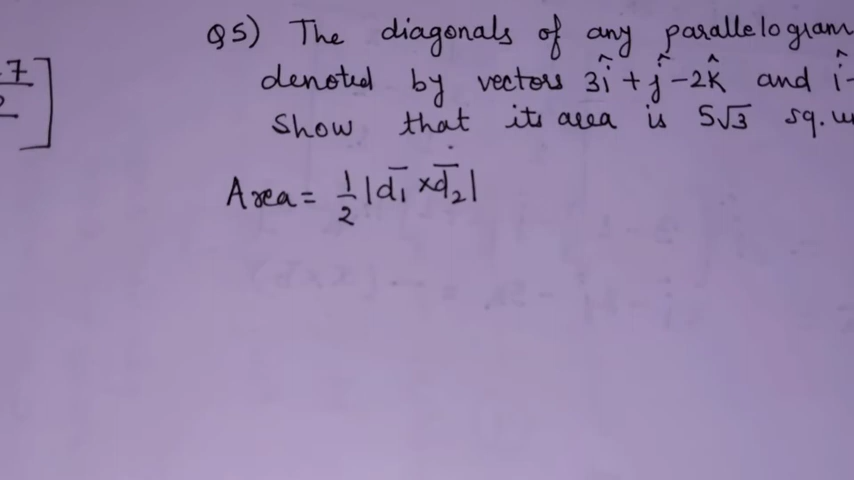 Q5) The diagonals of any parallelogram
denoted by vectors 3î + ĵ - 2k̂ and î -
Show that its area is 5√3 sq. u
Area = 1/2 |d̅₁ × d̅₂|
7